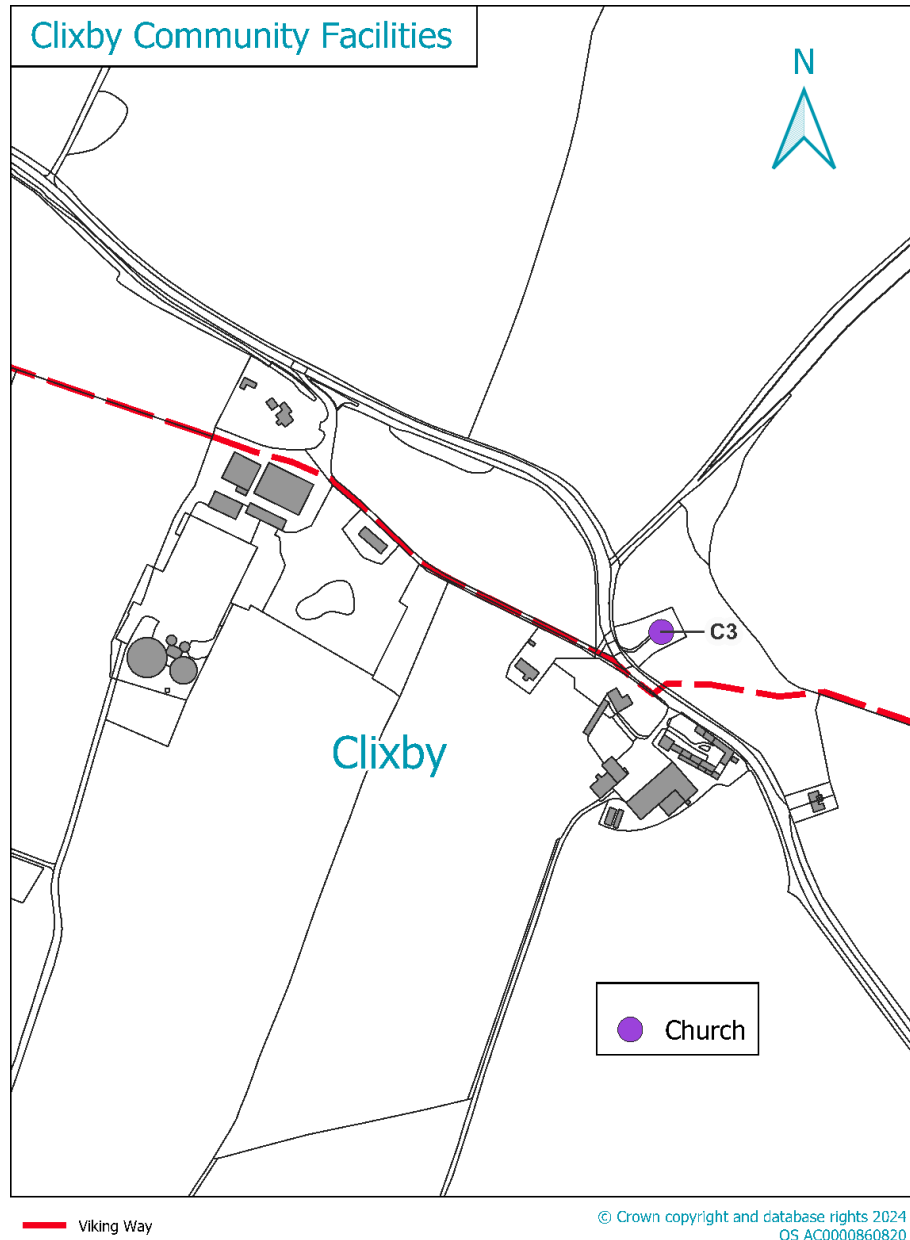 Clixby Community Facilities
N
C3
Clixby
Church
Viking Way
© Crown copyright and database rights 2024
OS AC0000860820